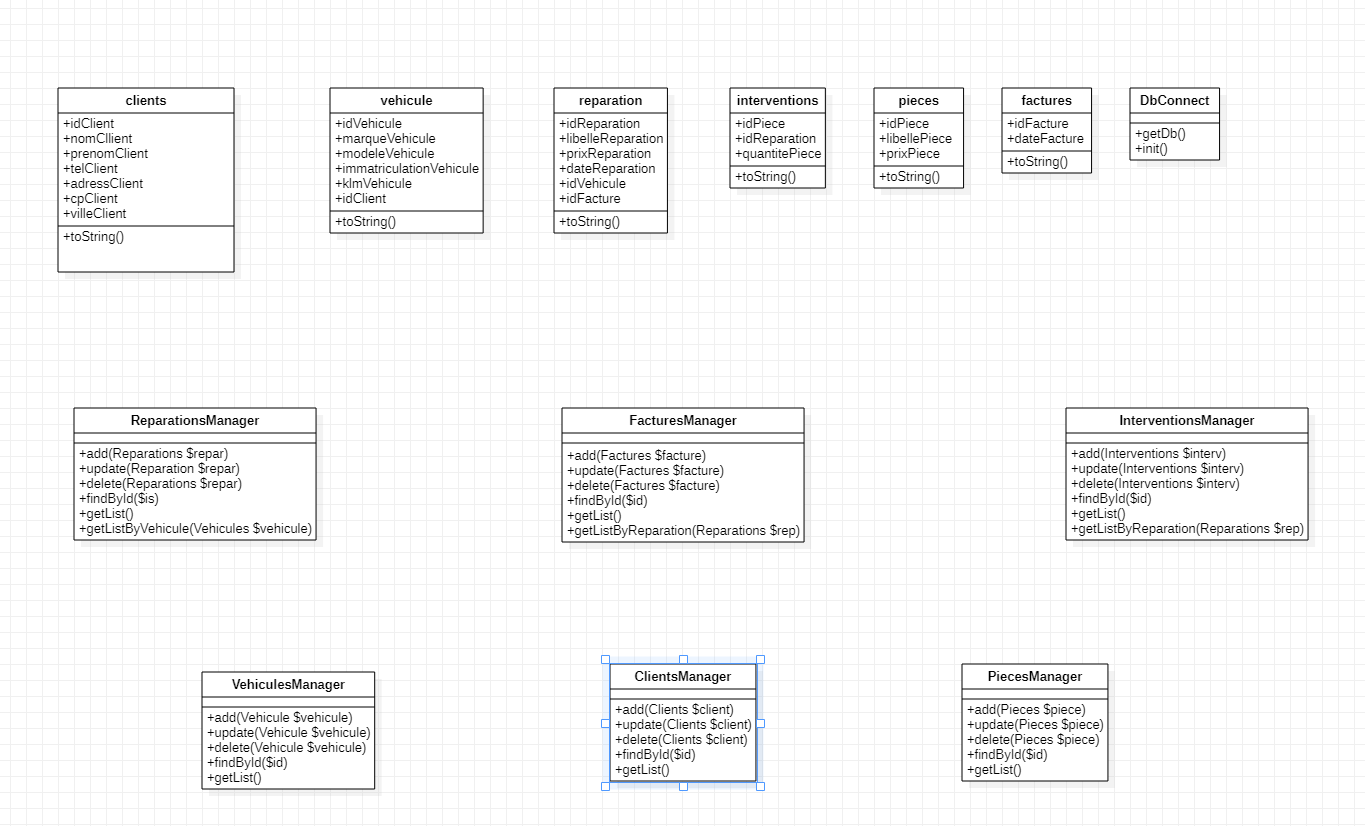 clients
+idClient
+nomCllient
+prenomClient
+telClient
+adressClient
+cpClient
+villeClient
+toString()
vehicule
+idVehicule
+marqueVehicule
+modeleVehicule
+immatriculationVehicule
+klmVehicule
+idClient
+toString()
reparation
+idReparation
+libelleReparation
+prixReparation
+dateReparation
+idVehicule
+idFacture
+toString()
interventions
+idPiece
+idReparation
+quantitePiece
+toString()
pieces
+idPiece
+libellePiece
+prixPiece
+toString()
factures
+idFacture
+dateFacture
+toString()
DbConnect
+getDb()
+init()
ReparationsManager
+add(Reparations $repar)
+update(Reparation $repar)
+delete(Reparations $repar)
+findById($is)
+getList()
+getListByVehicule(Vehicules $vehicule)
FacturesManager
+add(Factures $facture)
+update(Factures $facture)
+delete(Factures $facture)
+findById($id)
+getList()
+getListByReparation(Reparations $rep)
InterventionsManager
+add(Interventions $interv)
+update(Interventions $interv)
+delete(Interventions $interv)
+findById($id)
+getList()
+getListByReparation(Reparations $rep)
VehiculesManager
+add(Vehicule $vehicule)
+update(Vehicule $vehicule)
+delete(Vehicule $vehicule)
+findById($id)
+getList()
ClientsManager
+add(Clients $client)
+update(Clients $client)
+delete(Clients $client)
+findById($id)
+getList()
PiecesManager
+add(Pieces $piece)
+update(Pieces $piece)
+delete(Pieces $piece)
+findById($id)
+getList()